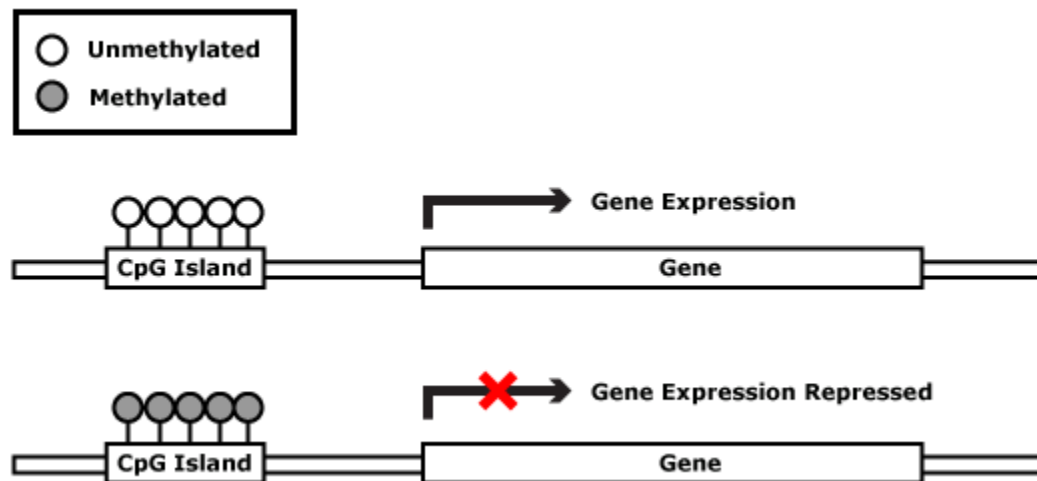 Unmethylated
Methylated
Gene Expression
CpG Island
Gene
Gene Expression Repressed
CpG Island
Gene